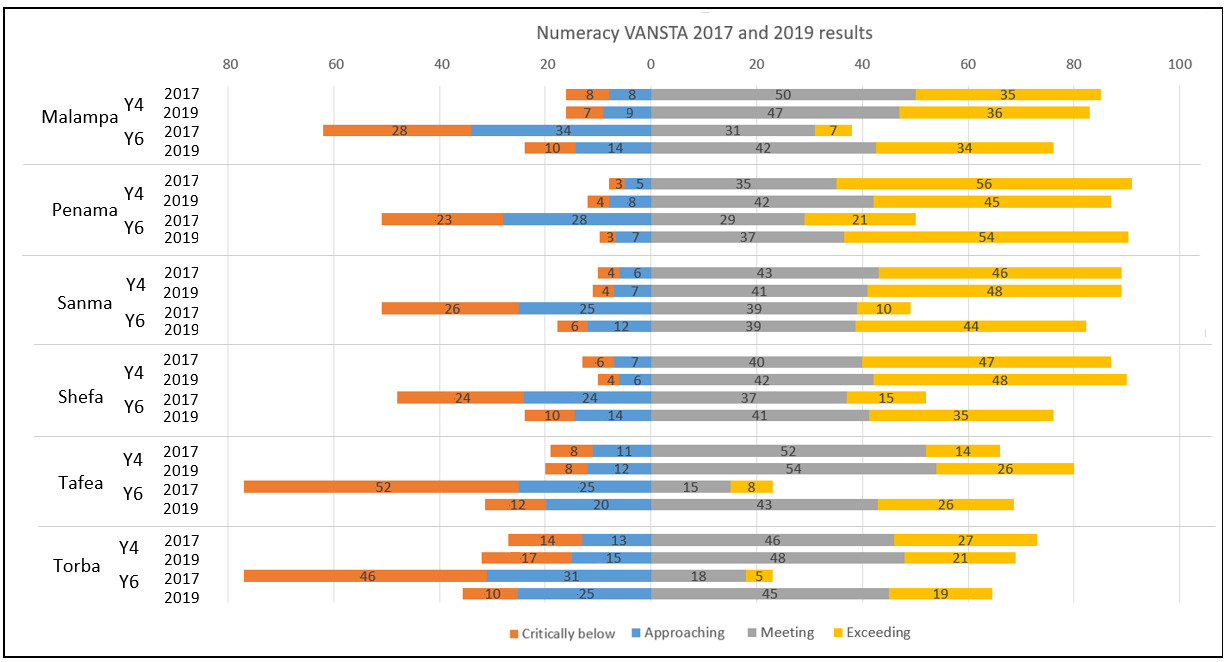 Numeracy VANSTA 2017 and 2019 results
80 60 40 20 0 20 40 60 80 100
Malampa
Y4
2017 8 8 50 35
2019 7 9 47 36
Y6
2017 28 34 31 7
2019 10 14 42 34
Penama
Y4
2017 3 5 35 56
2019 4 8 42 45
Y6
2017 23 28 29 21
2019 3 7 37 54
Sanma
Y4
2017 4 6 43 46
2019 4 7 41 48
Y6
2017 26 25 39 10
2019 6 12 39 44
Shefa
Y4
2017 6 7 40 47
2019 4 6 42 48
Y6
2017 24 24 37 15
2019 10 14 41 35
Tafea
Y4
2017 8 11 52 14
2019 8 12 54 26
Y6
2017 52 25 15 8
2019 12 20 43 26
Torba
Y4
2017 14 13 46 27
2019 17 15 48 21
Y6
2017 46 31 18 5
2019 10 25 45 19
Critically below Approaching Meeting Exceeding